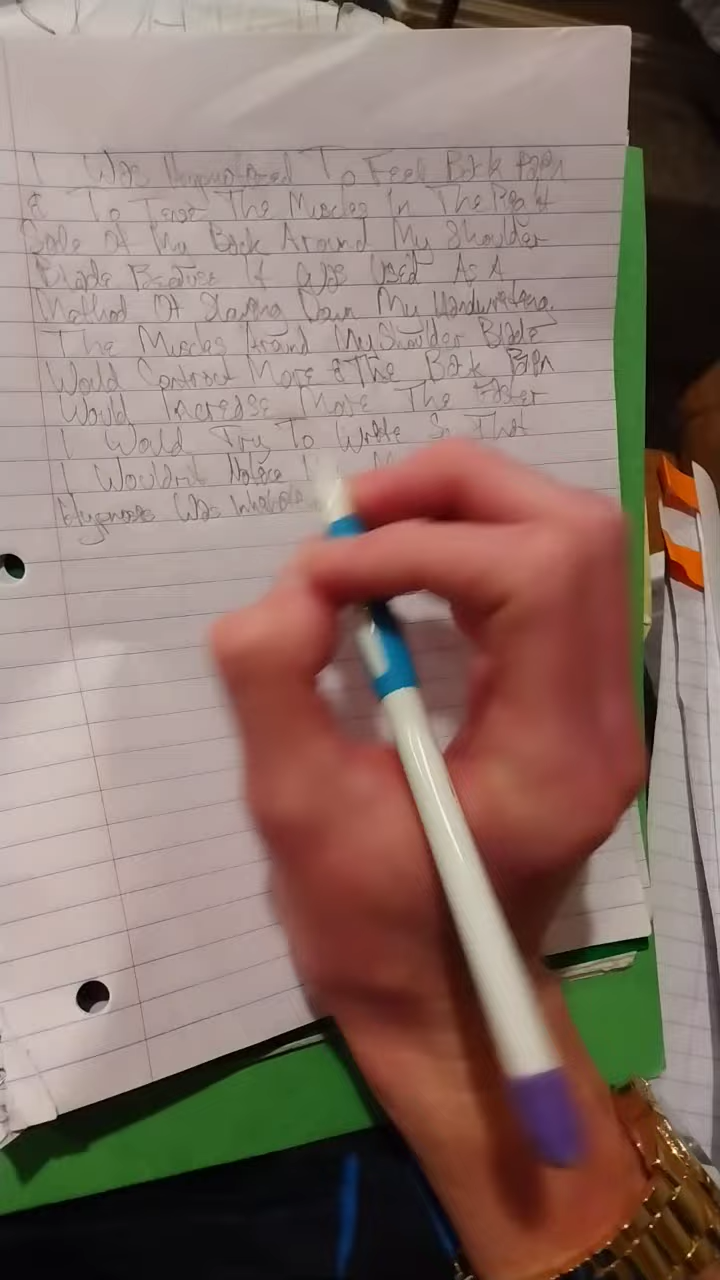 I Was Hypnotized To Feel Back Pain
& To Tense The Muscles In The Right
Side Of My Back Around My Shoulder
Blade Because It Was Used As A
Method Of Slowing Down My Handwriting
The Muscles Around My Shoulder Blade
Would Contract More & The Back Pain
Would Increase More The Faster
I Would Try To Write So That
I Wouldn't Notice
Hypnosis Was